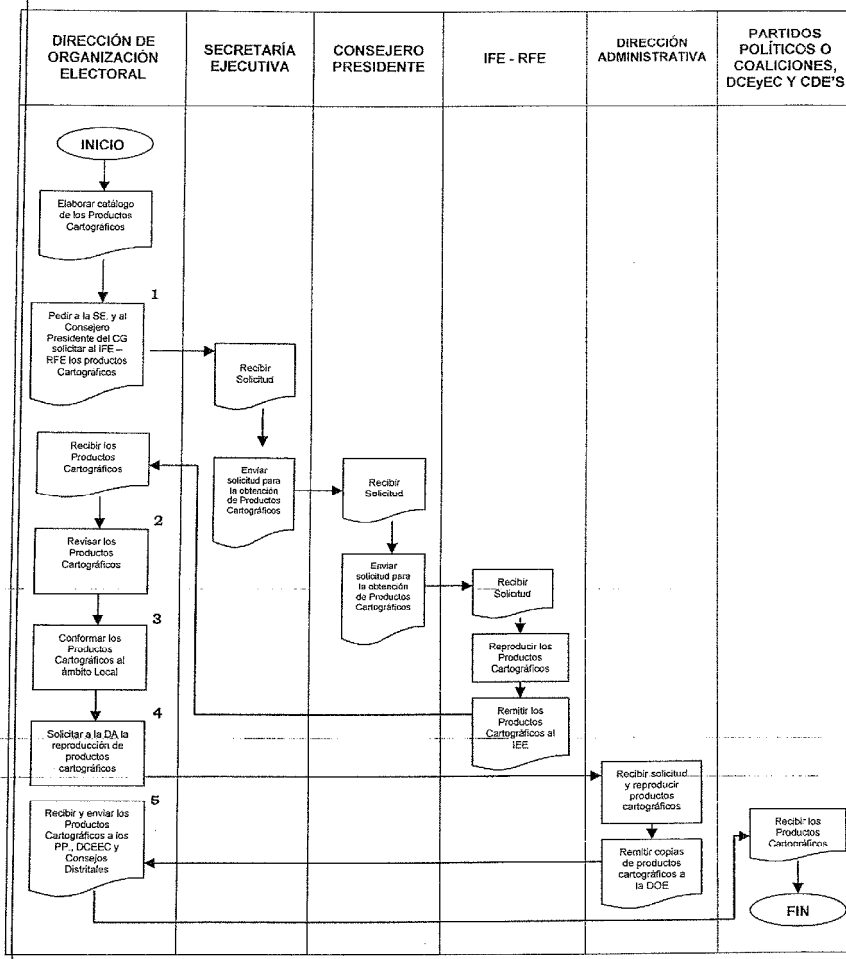 DIRECCIÓN DE
ORGANIZACIÓN
ELECTORAL
SECRETARÍA
EJECUTIVA
CONSEJERO
PRESIDENTE
IFE - RFE
DIRECCIÓN
ADMINISTRATIVA
PARTIDOS
POLÍTICOS O
COALICIONES,
DCEyEC Y CDE'S
INICIO
Elaborar catálogo
de los Productos
Cartográficos
1
Pedir a la SE. y al
Consejero
Presidente del CG
solicitar al IFE –
RFE los productos
Cartográficos
Recibir
Solicitud
Recibir los
Productos
Cartográficos
Enviar
solicitud para
la obtención
de Productos
Cartográficos
Recibir
Solicitud
2
Revisar los
Productos
Cartográficos
Enviar
solicitud para
la obtención
de Productos
Cartográficos
Recibir
Solicitud
3
Conformar los
Productos
Cartográficos al
ámbito Local
Reproducir los
Productos
Cartográficos
Remitir los
Productos
Cartográficos al
IEE
4
Solicitar a la DA la
reproducción de
productos
cartográficos
Recibir solicitud
y reproducir
productos
cartográficos
5
Recibir y enviar los
Productos
Cartográficos a los
PP., DCEEC y
Consejos
Distritales
Remitir copias
de productos
cartográficos a
la DOE
Recibir los
Productos
Cartográficos
FIN